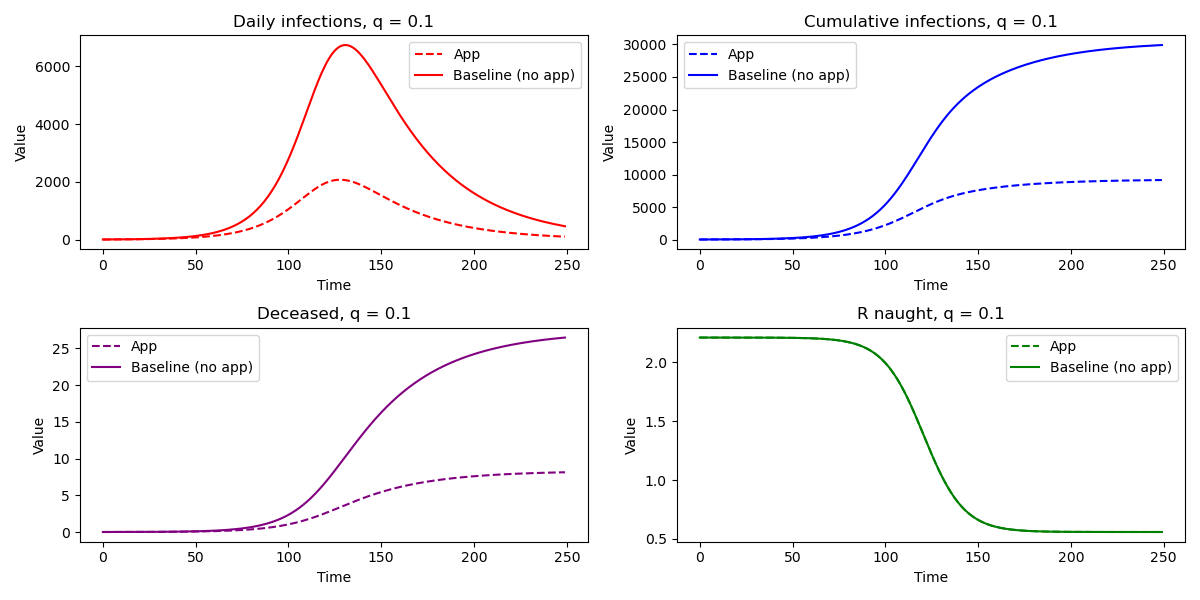 Daily infections, q = 0.1
Value
6000
4000
2000
0
App
Baseline (no app)
0 50 100 150 200 250
Time
Cumulative infections, q = 0.1
Value
30000
25000
20000
15000
10000
5000
0
App
Baseline (no app)
0 50 100 150 200 250
Time
Deceased, q = 0.1
Value
25
20
15
10
5
0
App
Baseline (no app)
0 50 100 150 200 250
Time
R naught, q = 0.1
Value
2.0
1.5
1.0
0.5
App
Baseline (no app)
0 50 100 150 200 250
Time